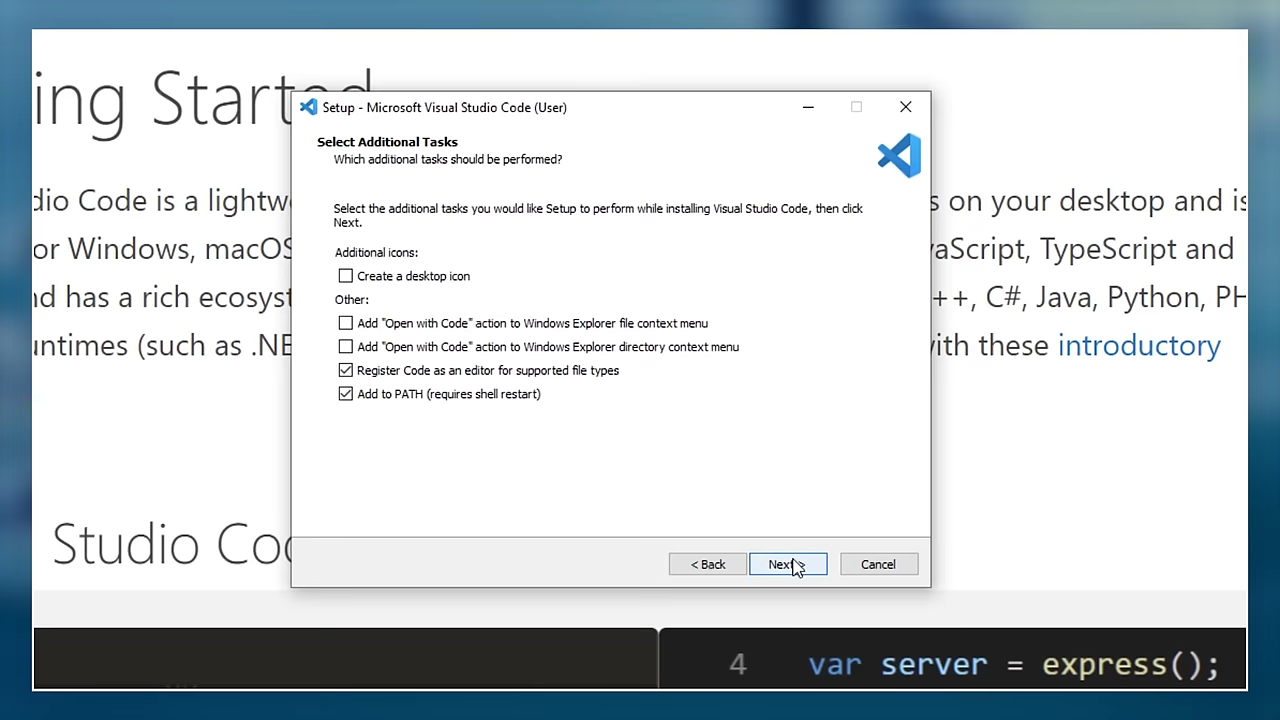 ing Started
Setup - Microsoft Visual Studio Code (User)
Select Additional Tasks
Which additional tasks should be performed?
dio Code is a lightw
s on your desktop and is
Select the additional tasks you would like Setup to perform while installing Visual Studio Code, then click
Next.
or Windows, macOS
vaScript, TypeScript and
Additional icons:
Create a desktop icon
nd has a rich ecosyst
++, C#, Java, Python, PH
Other:
Add "Open with Code" action to Windows Explorer file context menu
untimes (such as .NE
with these introductory
Add "Open with Code" action to Windows Explorer directory context menu
Register Code as an editor for supported file types
Add to PATH (requires shell restart)
Studio Cod
< Back
Next >
Cancel
4 var server = express();